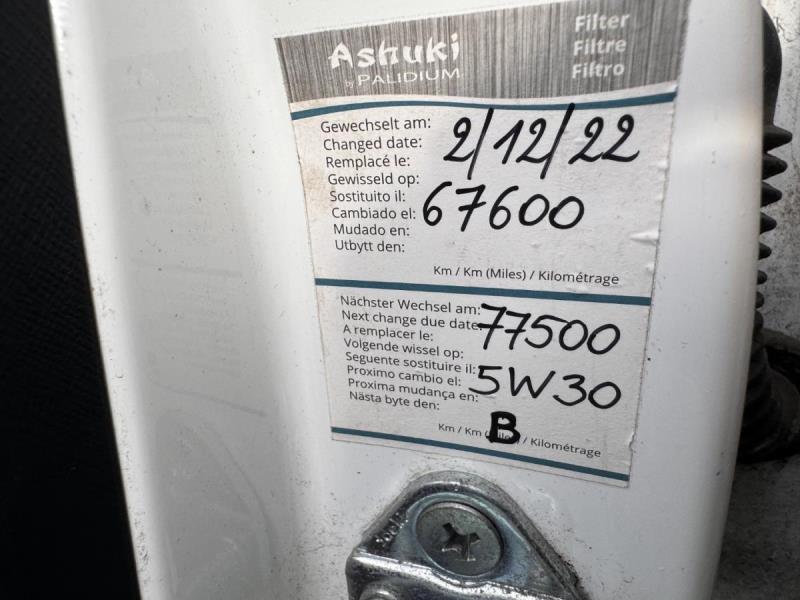 Ashuki
by PALIDIUM
Filter
Filtre
Filtro
Gewechselt am:
Changed date:
Remplacé le:
Gewisseld op:
Sostituito il:
Cambiado el:
Mudado en:
Utbytt den:
2/12/22
67600
Km / Km (Miles) / Kilométrage
Nächster Wechsel am:
Next change due date:
A remplacer le:
Volgende wissel op:
Seguente sostituire il:
Proximo cambio el:
Proxima mudança en:
Nästa byte den:
77500
5W30
B
Km / Km (Miles) / Kilométrage